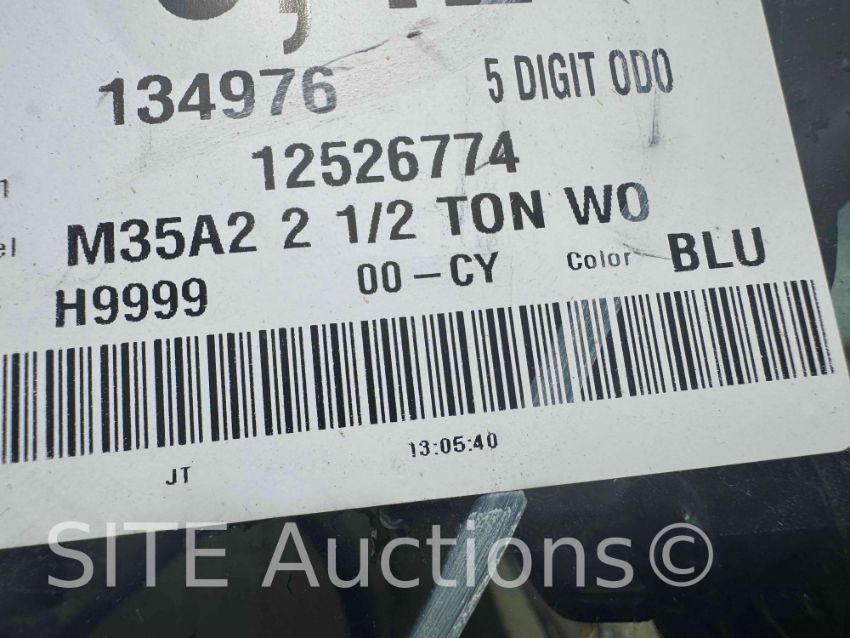 134976 5 DIGIT ODO
12526774
M35A2 2 1/2 TON WO
H9999 00-CY Color BLU
JT 13:05:40
SITE Auctions©